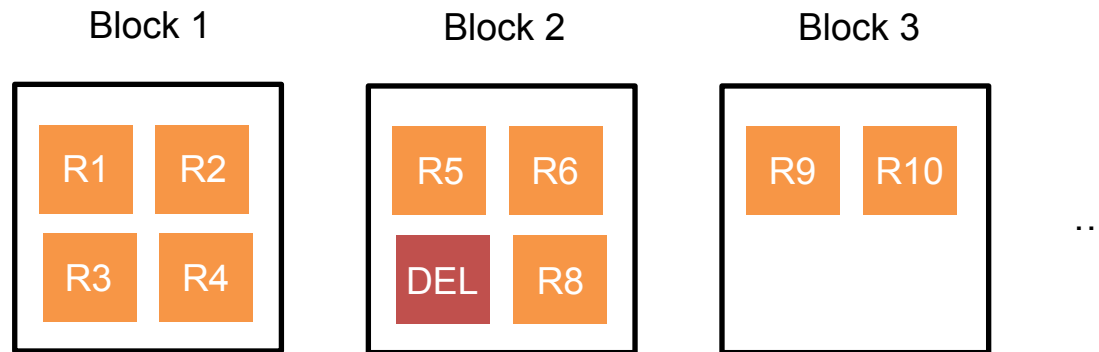 Block 1
Block 2
Block 3
R1 R2
R3 R4
R5 R6
DEL R8
R9 R10
..